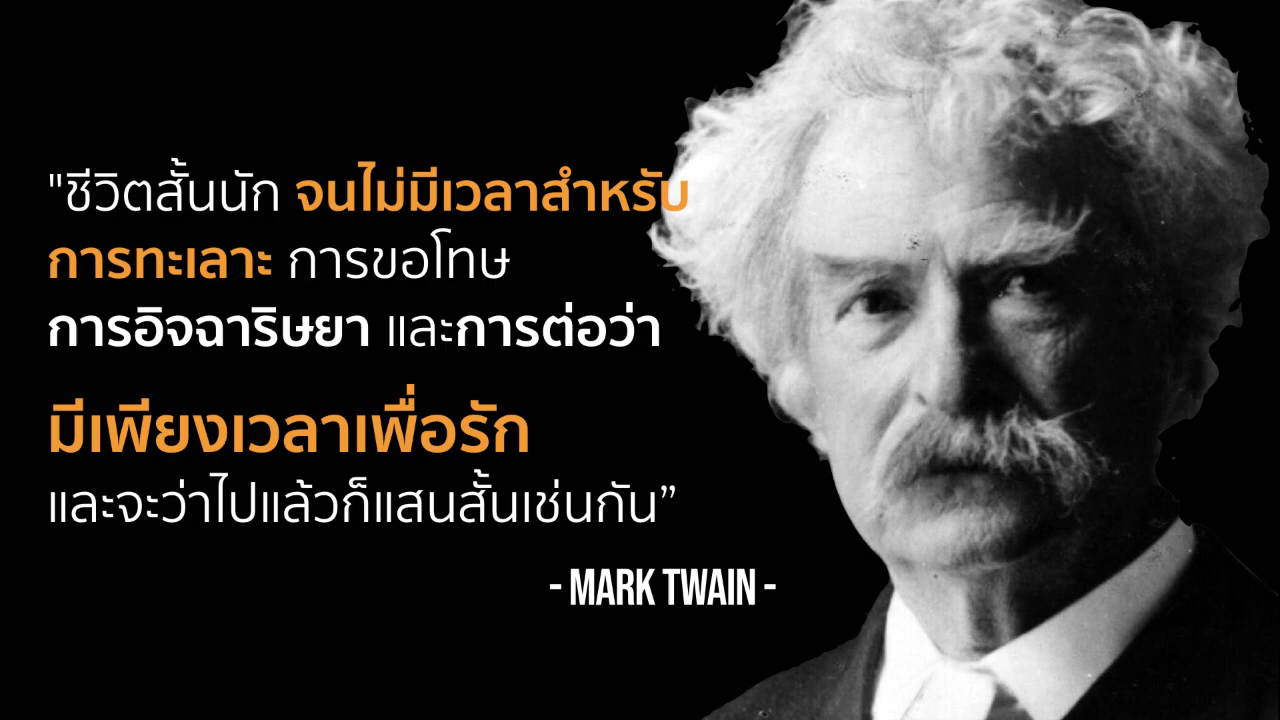 "ชีวิตสั้นนัก จนไม่มีเวลาสำหรับ
การทะเลาะ การขอโทษ
การอิจฉาริษยา และการต่อว่า
มีเพียงเวลาเพื่อรัก
และจะว่าไปแล้วก็แสนสั้นเช่นกัน”
- MARK TWAIN -